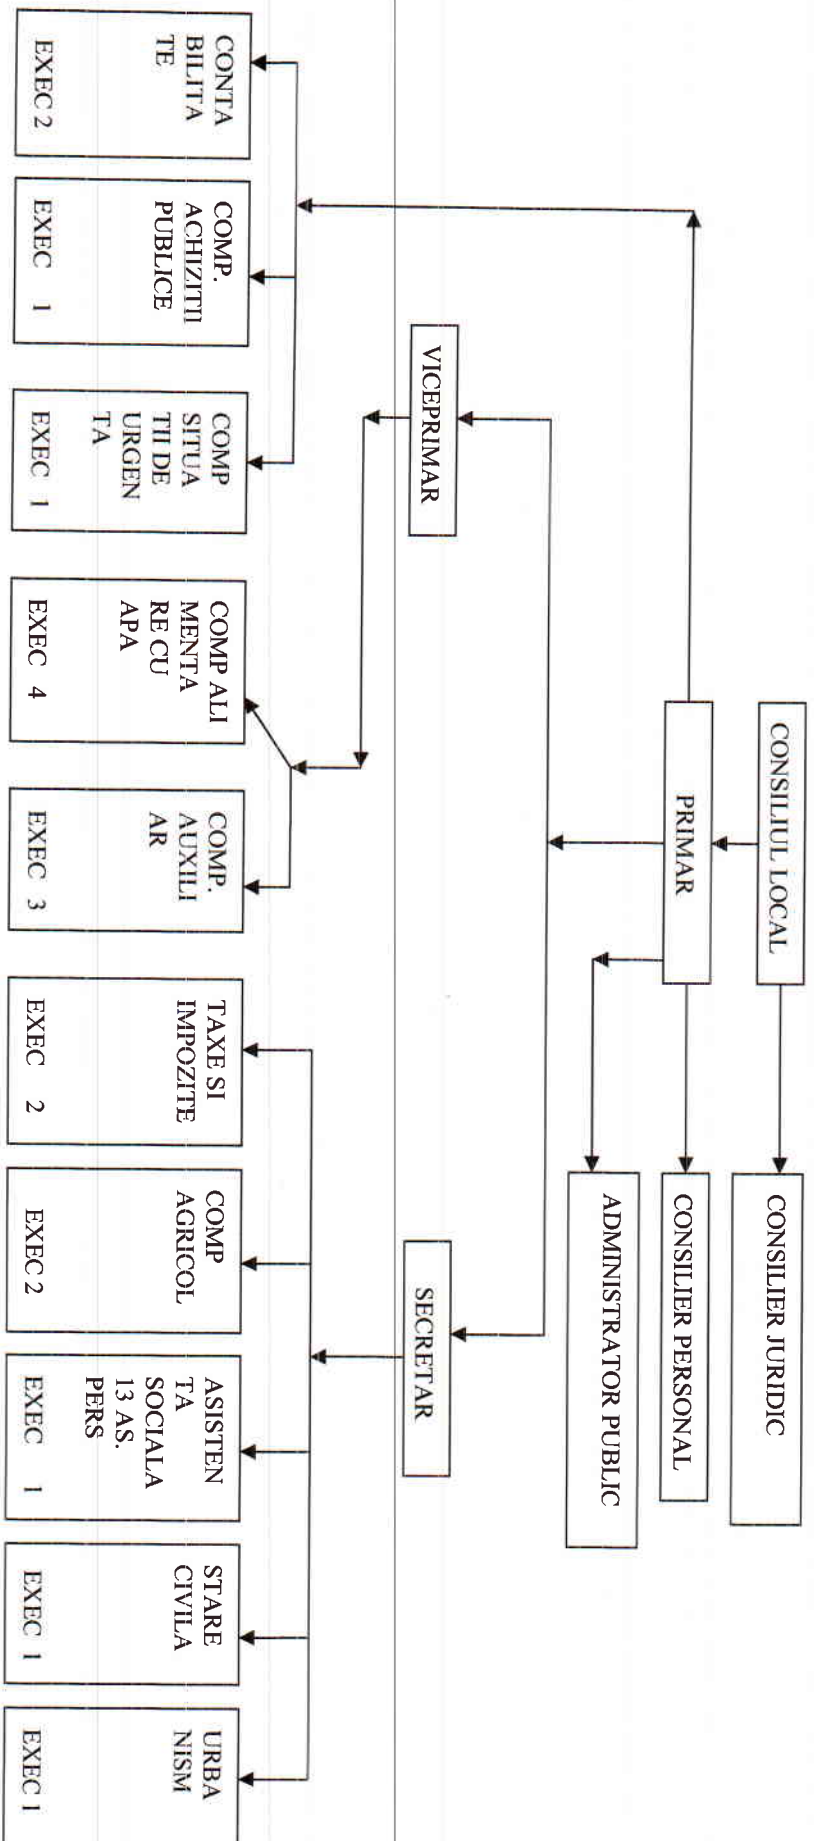 CONSILIUL LOCAL
CONSILIER JURIDIC
PRIMAR
CONSILIER PERSONAL
ADMINISTRATOR PUBLIC
VICEPRIMAR
SECRETAR
CONTA
BILITA
TE
EXEC 2
COMP.
ACHIZITII
PUBLICE
EXEC 1
COMP
SITUA
TII DE
URGEN
TA
EXEC 1
COMP ALI
MENTA
RE CU
APA
EXEC 4
COMP.
AUXILI
AR
EXEC 3
TAXE SI
IMPOZITE
EXEC 2
COMP
AGRICOL
EXEC 2
ASISTEN
TA
SOCIALA
13 AS.
PERS
EXEC 1
STARE
CIVILA
EXEC 1
URBA
NiSM
EXEC 1